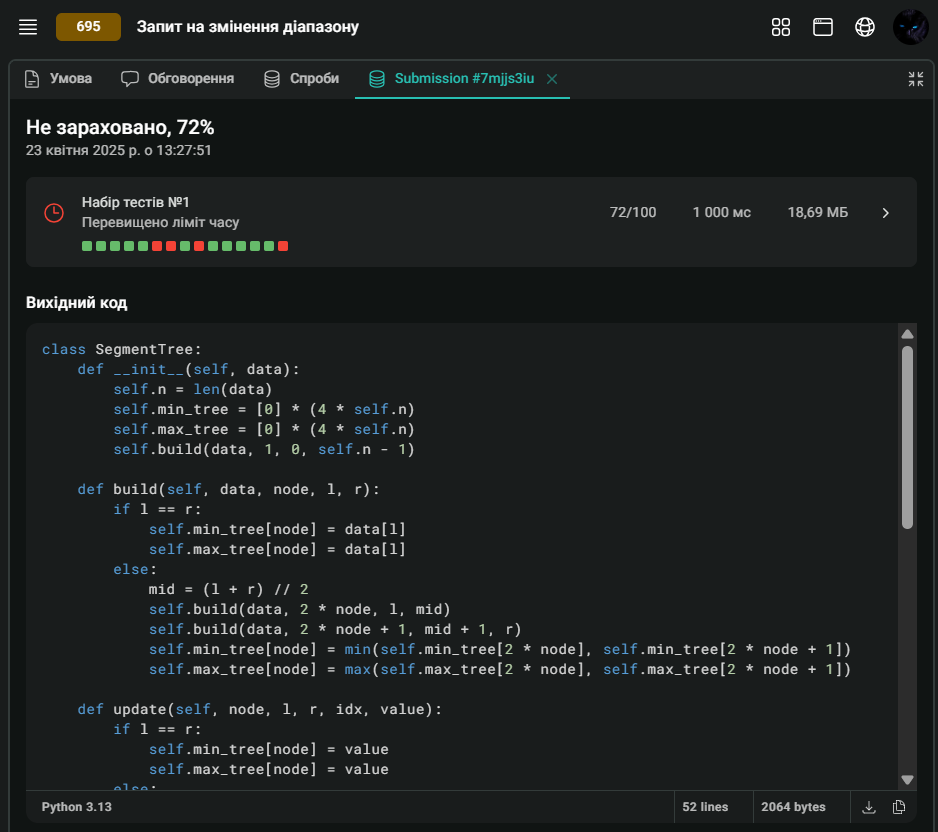 695 Запит на змінення діапазону
Умова Обговорення Спроби Submission #7mjjs3iu
Не зараховано, 72%
23 квітня 2025 р. о 13:27:51
Набір тестів №1
Перевищено ліміт часу
72/100 1 000 мс 18,69 МБ
Вихідний код
class SegmentTree:
    def __init__(self, data):
        self.n = len(data)
        self.min_tree = [0] * (4 * self.n)
        self.max_tree = [0] * (4 * self.n)
        self.build(data, 1, 0, self.n - 1)
    def build(self, data, node, l, r):
        if l == r:
            self.min_tree[node] = data[l]
            self.max_tree[node] = data[l]
        else:
            mid = (l + r) // 2
            self.build(data, 2 * node, l, mid)
            self.build(data, 2 * node + 1, mid + 1, r)
            self.min_tree[node] = min(self.min_tree[2 * node], self.min_tree[2 * node + 1])
            self.max_tree[node] = max(self.max_tree[2 * node], self.max_tree[2 * node + 1])
    def update(self, node, l, r, idx, value):
        if l == r:
            self.min_tree[node] = value
            self.max_tree[node] = value
        else:
Python 3.13 52 lines 2064 bytes